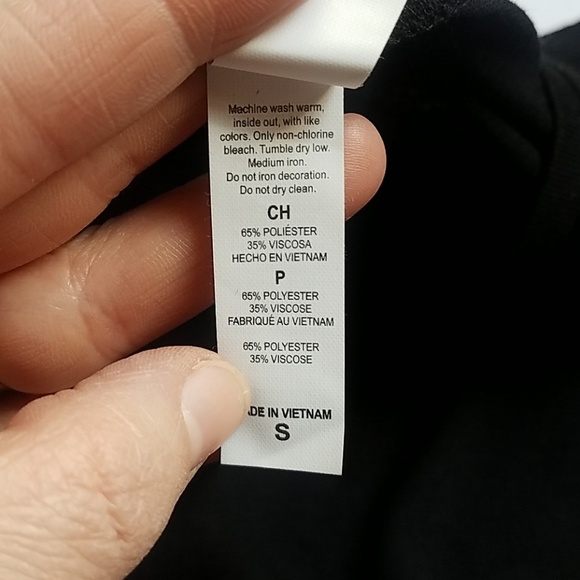 Machine wash warm,
inside out, with like
colors. Only non-chlorine
bleach. Tumble dry low.
Medium iron.
Do not iron decoration.
Do not dry clean.
CH
65% POLIÉSTER
35% VISCOSA
HECHO EN VIETNAM
P
65% POLYESTER
35% VISCOSE
FABRIQUÉ AU VIETNAM
65% POLYESTER
35% VISCOSE
ADE IN VIETNAM
S